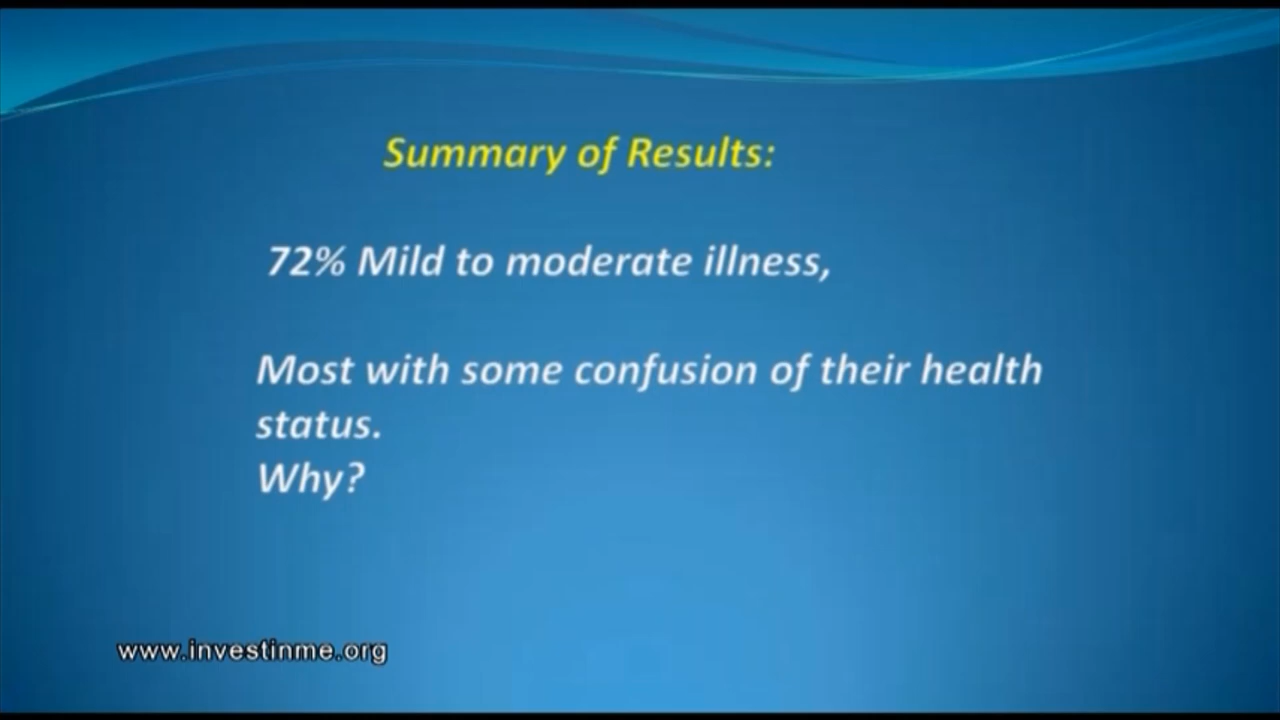 Summary of Results:
72% Mild to moderate illness,
Most with some confusion of their health
status.
Why?
www.investinme.org